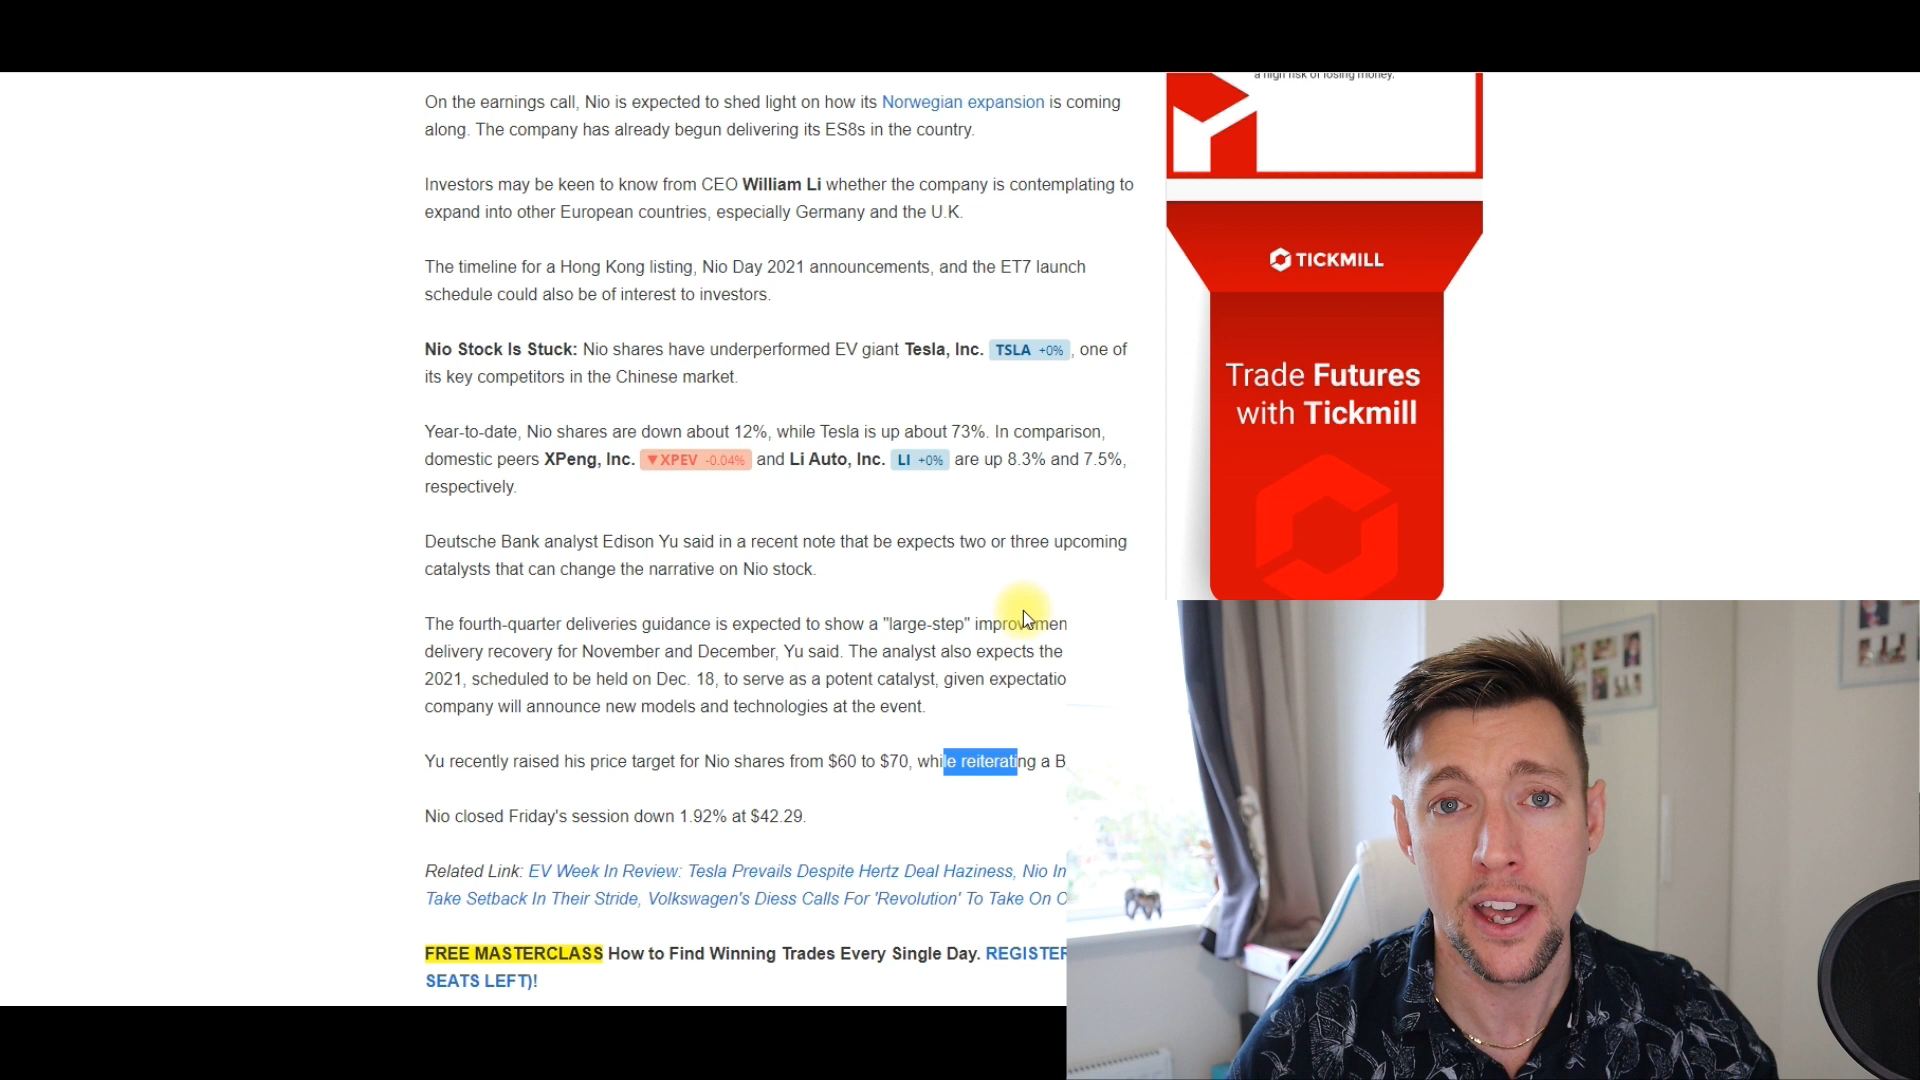 a high risk of losing money.
On the earnings call, Nio is expected to shed light on how its Norwegian expansion is coming
along. The company has already begun delivering its ES8s in the country.
Investors may be keen to know from CEO William Li whether the company is contemplating to
expand into other European countries, especially Germany and the U.K.
The timeline for a Hong Kong listing, Nio Day 2021 announcements, and the ET7 launch
schedule could also be of interest to investors.
Nio Stock Is Stuck: Nio shares have underperformed EV giant Tesla, Inc. TSLA +0% , one of
its key competitors in the Chinese market.
Year-to-date, Nio shares are down about 12%, while Tesla is up about 73%. In comparison,
domestic peers XPeng, Inc. ▼XPEV -0.04% and Li Auto, Inc. LI +0% are up 8.3% and 7.5%,
respectively.
Deutsche Bank analyst Edison Yu said in a recent note that be expects two or three upcoming
catalysts that can change the narrative on Nio stock.
The fourth-quarter deliveries guidance is expected to show a "large-step" improvemen
delivery recovery for November and December, Yu said. The analyst also expects the
2021, scheduled to be held on Dec. 18, to serve as a potent catalyst, given expectatio
company will announce new models and technologies at the event.
Yu recently raised his price target for Nio shares from $60 to $70, while reiterating a B
Nio closed Friday's session down 1.92% at $42.29.
Related Link: EV Week In Review: Tesla Prevails Despite Hertz Deal Haziness, Nio In
Take Setback In Their Stride, Volkswagen's Diess Calls For 'Revolution' To Take On
FREE MASTERCLASS How to Find Winning Trades Every Single Day. REGISTER
SEATS LEFT)!
TICKMILL
Trade Futures
with Tickmill